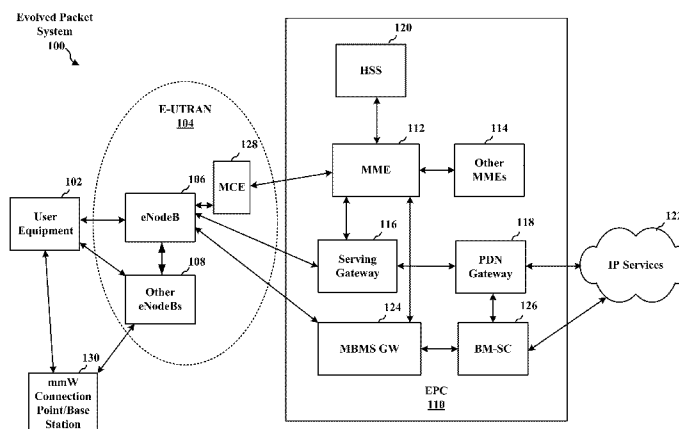 Evolved Packet
System
100
120
HSS
E-UTRAN
104
128
MCE
112
MME
114
Other
MMEs
102
User
Equipment
106
eNodeB
116
Serving
Gateway
118
PDN
Gateway
122
IP Services
108
Other
eNodeBs
124
MBMS GW
126
BM-SC
130
mmW
Connection
Point/Base
Station
EPC
110